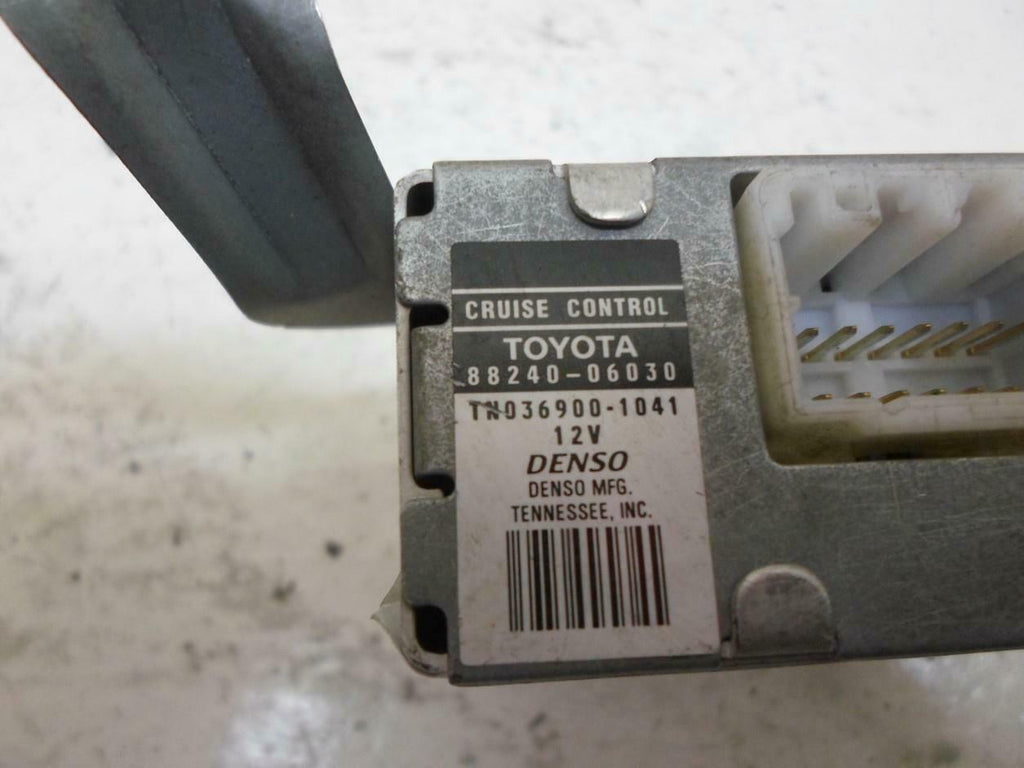 CRUISE CONTROL
TOYOTA
88240-06030
TN036900-1041
12V
DENSO
DENSO MFG.
TENNESSEE, INC.